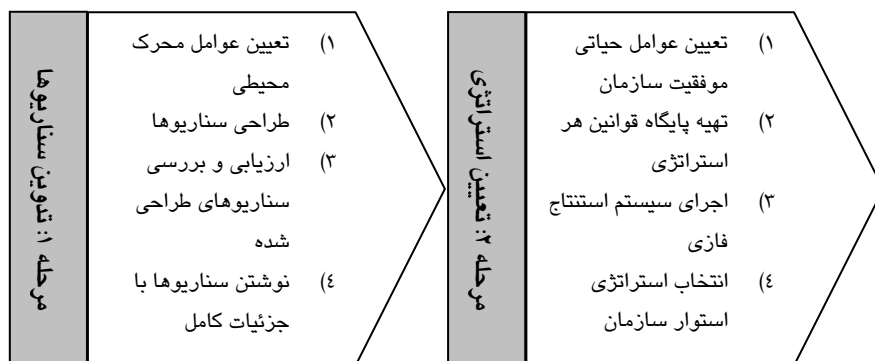 مرحله ۱: تدوین سناریوها
۱) تعیین عوامل محرک
محیطی
۲) طراحی سناریوها
۳) ارزیابی و بررسی
سناریوهای طراحی
شده
۴) نوشتن سناریوها با
جزئیات کامل
مرحله ۲: تعیین استراتژی
۱) تعیین عوامل حیاتی
موفقیت سازمان
۲) تهیه پایگاه قوانین هر
استراتژی
۳) اجرای سیستم استنتاج
فازی
۴) انتخاب استراتژی
استوار سازمان